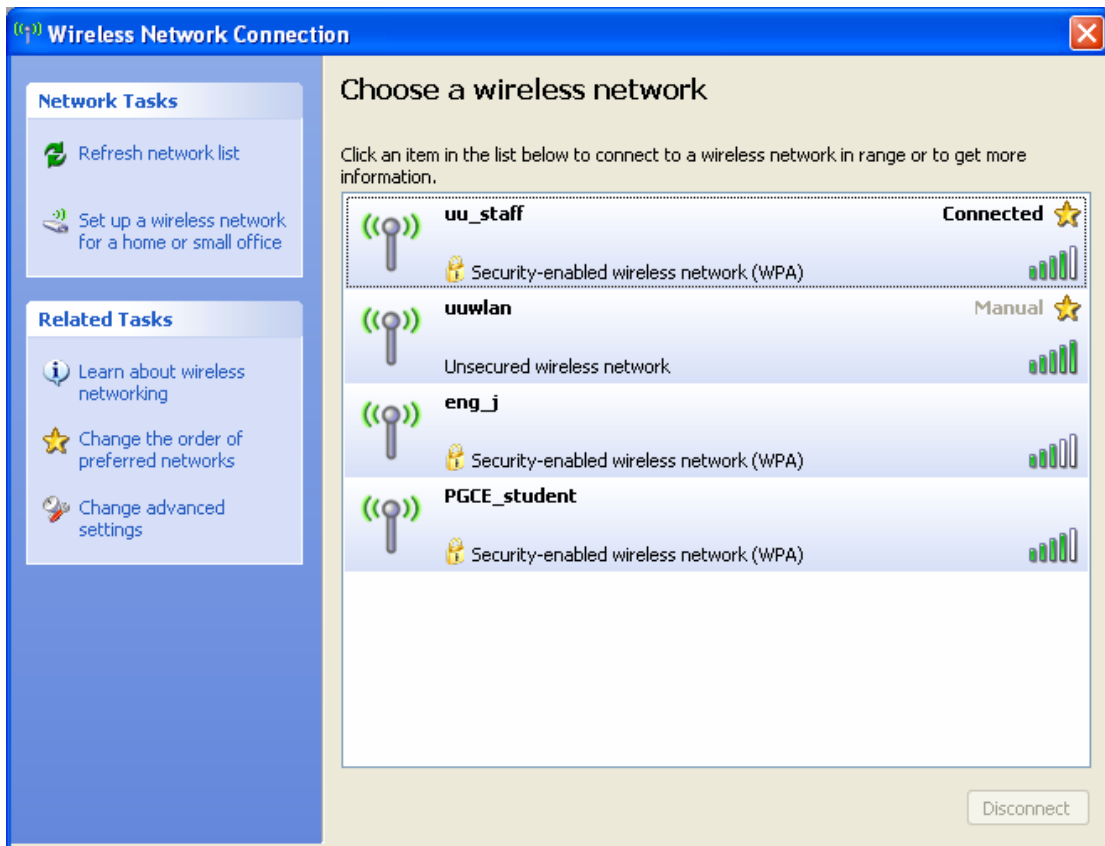 Wireless Network Connection
Network Tasks
Refresh network list
Set up a wireless network
for a home or small office
Related Tasks
Learn about wireless
networking
Change the order of
preferred networks
Change advanced
settings
Choose a wireless network
Click an item in the list below to connect to a wireless network in range or to get more
information.
uu_staff Connected
Security-enabled wireless network (WPA)
uuwlan Manual
Unsecured wireless network
eng_j
Security-enabled wireless network (WPA)
PGCE_student
Security-enabled wireless network (WPA)
Disconnect